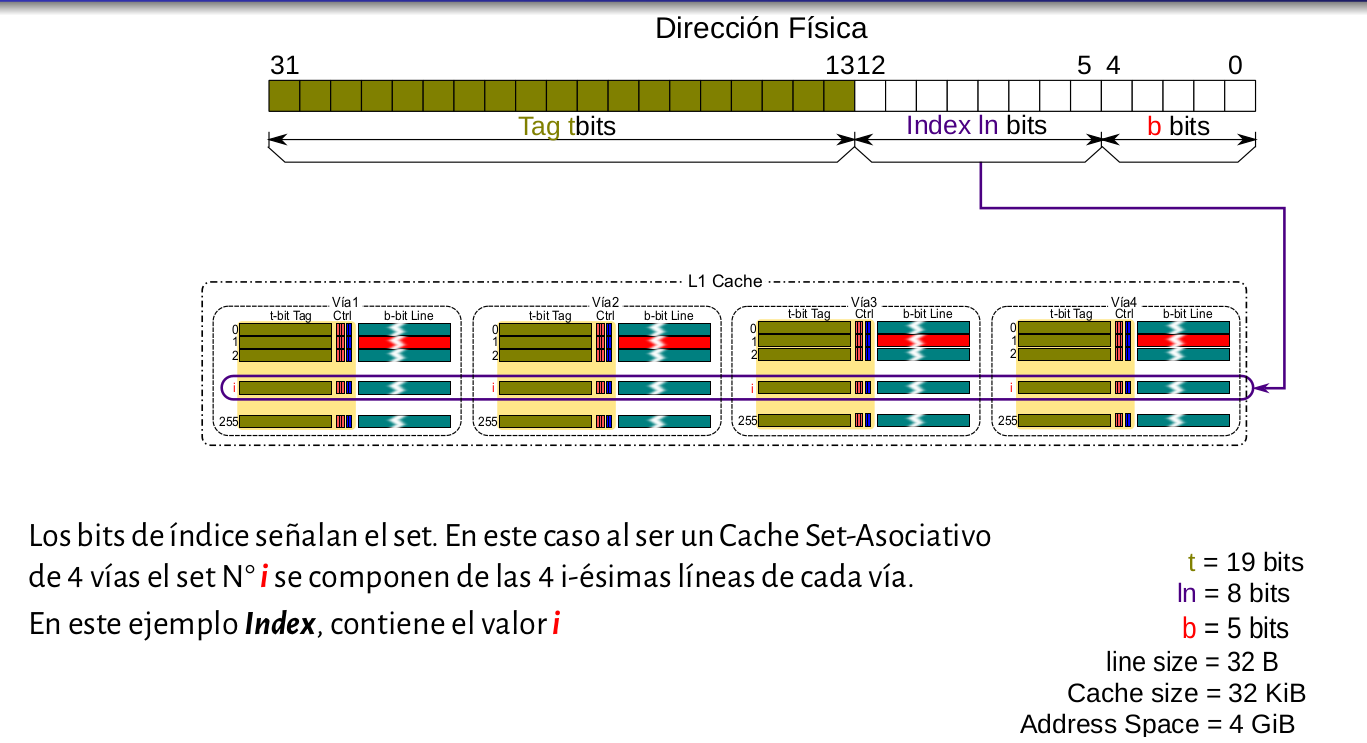 Dirección Física
31 13 12 5 4 0
Tag t bits Index ln bits b bits
L1 Cache
Vía1 Vía2 Vía3 Vía4
t-bit Tag Ctrl b-bit Line t-bit Tag Ctrl b-bit Line t-bit Tag Ctrl b-bit Line t-bit Tag Ctrl b-bit Line
0 0 0 0
1 1 1 1
2 2 2 2
i i i i
255 255 255 255
Los bits de índice señalan el set. En este caso al ser un Cache Set-Asociativo
de 4 vías el set N° i se componen de las 4 i-ésimas líneas de cada vía.
En este ejemplo Index, contiene el valor i
t = 19 bits
ln = 8 bits
b = 5 bits
line size = 32 B
Cache size = 32 KiB
Address Space = 4 GiB